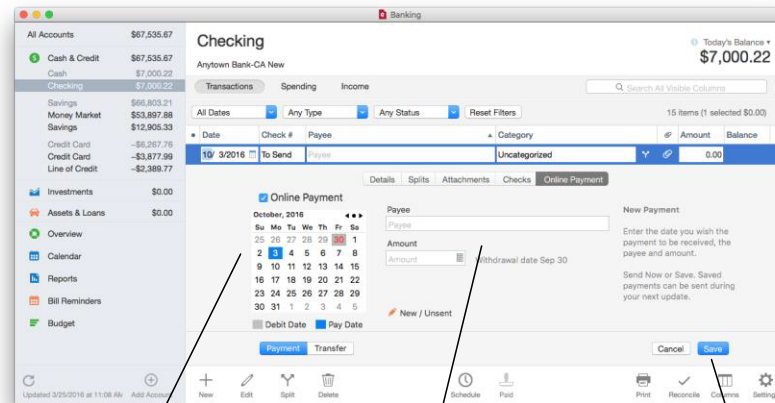 Banking
All Accounts $67,535.67
Cash & Credit $67,535.67
Cash $7,000.22
Checking $7,000.22
Savings $66,803.21
Money Market $53,897.88
Savings $12,905.33
Credit Card -$6,267.76
Credit Card -$3,877.99
Line of Credit -$2,389.77
Investments $0.00
Assets & Loans $0.00
Overview
Calendar
Reports
Bill Reminders
Budget
Updated 3/25/2016 at 11:08 AM Add Account
Checking
Anytown Bank-CA New
Today's Balance
$7,000.22
Transactions Spending Income
Search All Visible Columns
All Dates Any Type Any Status Reset Filters 15 items (1 selected $0.00)
Date Check # Payee Category Amount Balance
10/ 3/2016 To Send Payee Uncategorized 0.00
Details Splits Attachments Checks Online Payment
Online Payment
October, 2016
Su Mo Tu We Th Fr Sa
25 26 27 28 29 30 1
2 3 4 5 6 7 8
9 10 11 12 13 14 15
16 17 18 19 20 21 22
23 24 25 26 27 28 29
30 31 1 2 3 4 5
Debit Date Pay Date
Payee
Payee
Amount
Amount Withdrawal date Sep 30
New / Unsent
New Payment
Enter the date you wish the
payment to be received, the
payee and amount.
Send Now or Save. Saved
payments can be sent during
your next update.
Payment Transfer Cancel Save
New Edit Split Delete Schedule Paid Print Reconcile Columns Setting